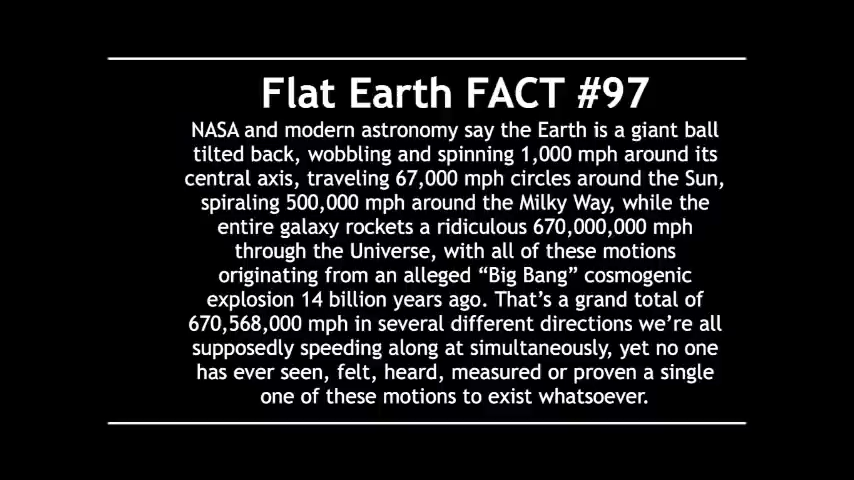 Flat Earth FACT #97
NASA and modern astronomy say the Earth is a giant ball
tilted back, wobbling and spinning 1,000 mph around its
central axis, traveling 67,000 mph circles around the Sun,
spiraling 500,000 mph around the Milky Way, while the
entire galaxy rockets a ridiculous 670,000,000 mph
through the Universe, with all of these motions
originating from an alleged “Big Bang” cosmogenic
explosion 14 billion years ago. That’s a grand total of
670,568,000 mph in several different directions we’re all
supposedly speeding along at simultaneously, yet no one
has ever seen, felt, heard, measured or proven a single
one of these motions to exist whatsoever.